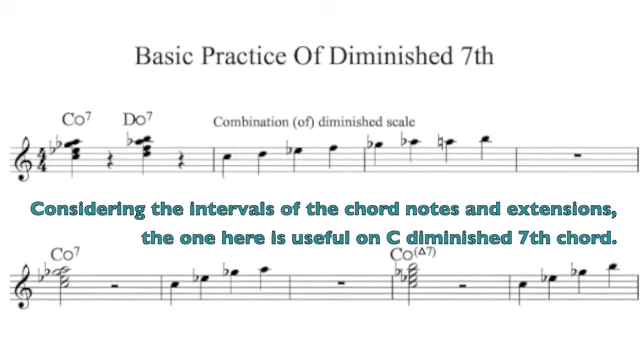 Basic Practice Of Diminished 7th
Co7 Do7 Combination (of) diminished scale
Considering the intervals of the chord notes and extensions,
the one here is useful on C diminished 7th chord.
Co7 Co(Δ7)